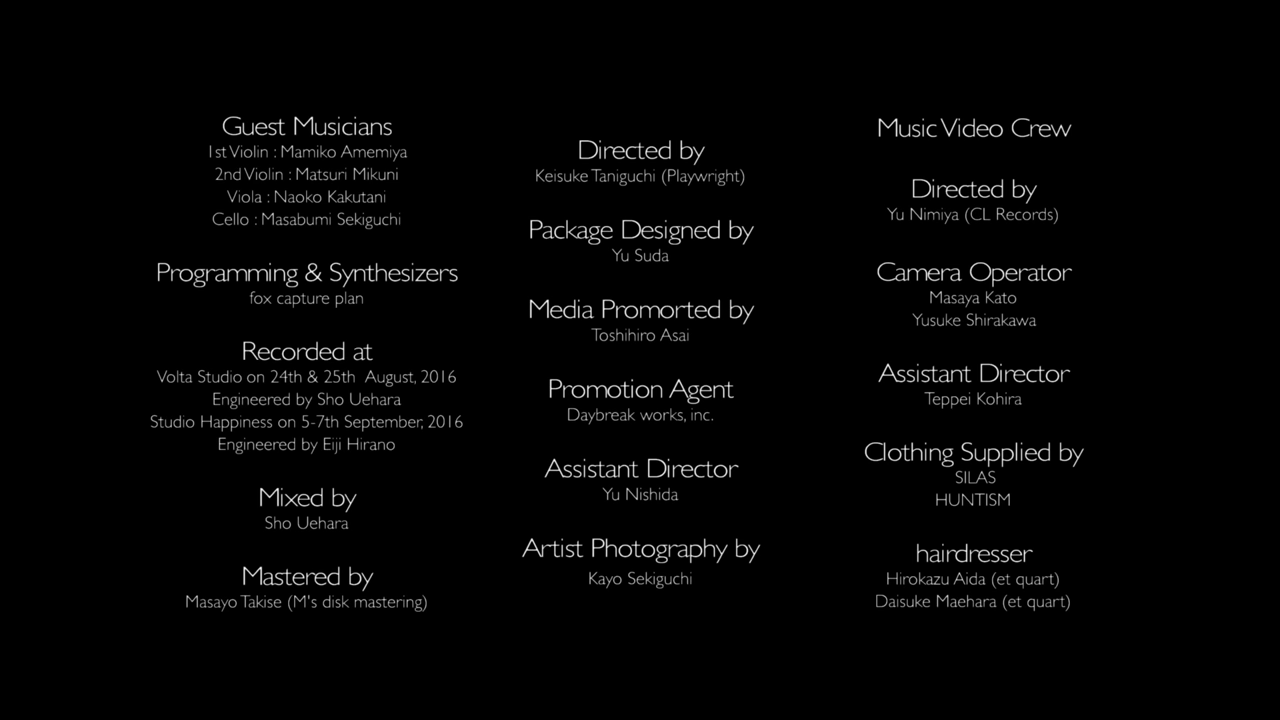 Guest Musicians
1st Violin : Mamiko Amemiya
2nd Violin : Matsuri Mikuni
Viola : Naoko Kakutani
Cello : Masabumi Sekiguchi
Programming & Synthesizers
fox capture plan
Recorded at
Volta Studio on 24th & 25th August, 2016
Engineered by Sho Uehara
Studio Happiness on 5-7th September, 2016
Engineered by Eiji Hirano
Mixed by
Sho Uehara
Mastered by
Masayo Takise (M's disk mastering)
Directed by
Keisuke Taniguchi (Playwright)
Package Designed by
Yu Suda
Media Promorted by
Toshihiro Asai
Promotion Agent
Daybreak works, inc.
Assistant Director
Yu Nishida
Artist Photography by
Kayo Sekiguchi
Music Video Crew
Directed by
Yu Nimiya (CL Records)
Camera Operator
Masaya Kato
Yusuke Shirakawa
Assistant Director
Teppei Kohira
Clothing Supplied by
SILAS
HUNTISM
hairdresser
Hirokazu Aida (et quart)
Daisuke Maehara (et quart)